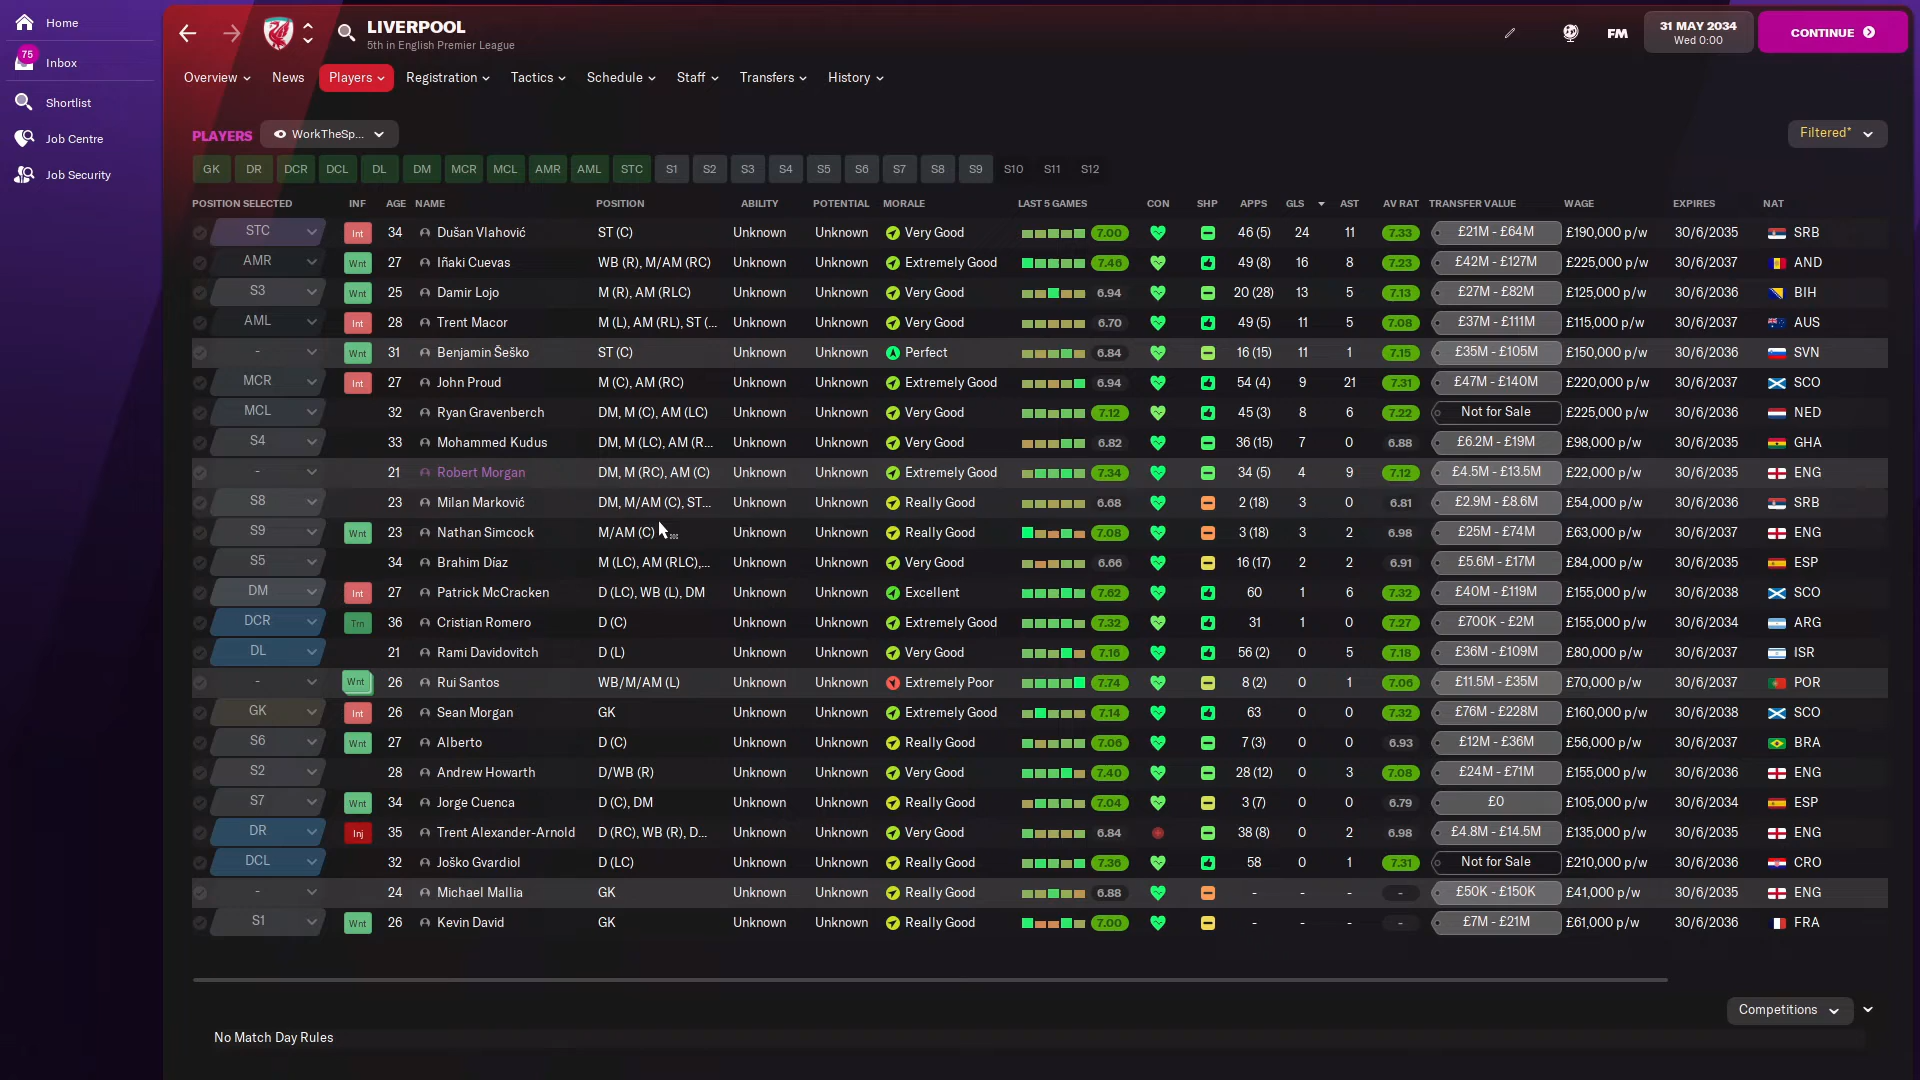 Home
75
Inbox
Shortlist
Job Centre
Job Security
LIVERPOOL
5th in English Premier League
FM
31 MAY 2034
Wed 0:00
CONTINUE
Overview News Players Registration Tactics Schedule Staff Transfers History
PLAYERS WorkTheSp... Filtered*
GK DR DCR DCL DL DM MCR MCL AMR AML STC S1 S2 S3 S4 S5 S6 S7 S8 S9 S10 S11 S12
POSITION SELECTED INF AGE NAME POSITION ABILITY POTENTIAL MORALE LAST 5 GAMES CON SHP APPS GLS AST AV RAT TRANSFER VALUE WAGE EXPIRES NAT
STC Int 34 Dušan Vlahović ST (C) Unknown Unknown Very Good 7.00 46 (5) 24 11 7.33 £21M - £64M £190,000 p/w 30/6/2035 SRB
AMR Wnt 27 Iñaki Cuevas WB (R), M/AM (RC) Unknown Unknown Extremely Good 7.46 49 (8) 16 8 7.23 £42M - £127M £225,000 p/w 30/6/2037 AND
S3 Wnt 25 Damir Lojo M (R), AM (RLC) Unknown Unknown Very Good 6.94 20 (28) 13 5 7.13 £27M - £82M £125,000 p/w 30/6/2036 BIH
AML Int 28 Trent Macor M (L), AM (RL), ST (... Unknown Unknown Very Good 6.70 49 (5) 11 5 7.08 £37M - £111M £115,000 p/w 30/6/2037 AUS
- Wnt 31 Benjamin Šeško ST (C) Unknown Unknown Perfect 6.84 16 (15) 11 1 7.15 £35M - £105M £150,000 p/w 30/6/2036 SVN
MCR Int 27 John Proud M (C), AM (RC) Unknown Unknown Extremely Good 6.94 54 (4) 9 21 7.31 £47M - £140M £220,000 p/w 30/6/2037 SCO
MCL 32 Ryan Gravenberch DM, M (C), AM (LC) Unknown Unknown Very Good 7.12 45 (3) 8 6 7.22 Not for Sale £225,000 p/w 30/6/2036 NED
S4 33 Mohammed Kudus DM, M (LC), AM (R... Unknown Unknown Very Good 6.82 36 (15) 7 0 6.88 £6.2M - £19M £98,000 p/w 30/6/2035 GHA
- 21 Robert Morgan DM, M (RC), AM (C) Unknown Unknown Extremely Good 7.34 34 (5) 4 9 7.12 £4.5M - £13.5M £22,000 p/w 30/6/2035 ENG
S8 23 Milan Marković DM, M/AM (C), ST... Unknown Unknown Really Good 6.68 2 (18) 3 0 6.81 £2.9M - £8.6M £54,000 p/w 30/6/2036 SRB
S9 Wnt 23 Nathan Simcock M/AM (C) Unknown Unknown Really Good 7.08 3 (18) 3 2 6.98 £25M - £74M £63,000 p/w 30/6/2037 ENG
S5 34 Brahim Díaz M (LC), AM (RLC),... Unknown Unknown Very Good 6.66 16 (17) 2 2 6.91 £5.6M - £17M £84,000 p/w 30/6/2035 ESP
DM Int 27 Patrick McCracken D (LC), WB (L), DM Unknown Unknown Excellent 7.62 60 1 6 7.32 £40M - £119M £155,000 p/w 30/6/2038 SCO
DCR Trn 36 Cristian Romero D (C) Unknown Unknown Extremely Good 7.32 31 1 0 7.27 £700K - £2M £155,000 p/w 30/6/2034 ARG
DL 21 Rami Davidovitch D (L) Unknown Unknown Very Good 7.16 56 (2) 0 5 7.18 £36M - £109M £80,000 p/w 30/6/2037 ISR
- Wnt 26 Rui Santos WB/M/AM (L) Unknown Unknown Extremely Poor 7.74 8 (2) 0 1 7.06 £11.5M - £35M £70,000 p/w 30/6/2037 POR
GK Int 26 Sean Morgan GK Unknown Unknown Extremely Good 7.14 63 0 0 7.32 £76M - £228M £160,000 p/w 30/6/2038 SCO
S6 Wnt 27 Alberto D (C) Unknown Unknown Really Good 7.06 7 (3) 0 0 6.93 £12M - £36M £56,000 p/w 30/6/2037 BRA
S2 28 Andrew Howarth D/WB (R) Unknown Unknown Very Good 7.40 28 (12) 0 3 7.08 £24M - £71M £155,000 p/w 30/6/2036 ENG
S7 Wnt 34 Jorge Cuenca D (C), DM Unknown Unknown Really Good 7.04 3 (7) 0 0 6.79 £0 £105,000 p/w 30/6/2034 ESP
DR Inj 35 Trent Alexander-Arnold D (RC), WB (R), D... Unknown Unknown Very Good 6.84 38 (8) 0 2 6.98 £4.8M - £14.5M £135,000 p/w 30/6/2035 ENG
DCL 32 Joško Gvardiol D (LC) Unknown Unknown Very Good 7.36 58 0 1 7.31 Not for Sale £210,000 p/w 30/6/2036 CRO
- 24 Michael Mallia GK Unknown Unknown Really Good 6.88 - - - - £50K - £150K £41,000 p/w 30/6/2035 ENG
S1 Wnt 26 Kevin David GK Unknown Unknown Really Good 7.00 - - - - £7M - £21M £61,000 p/w 30/6/2036 FRA
Competitions
No Match Day Rules